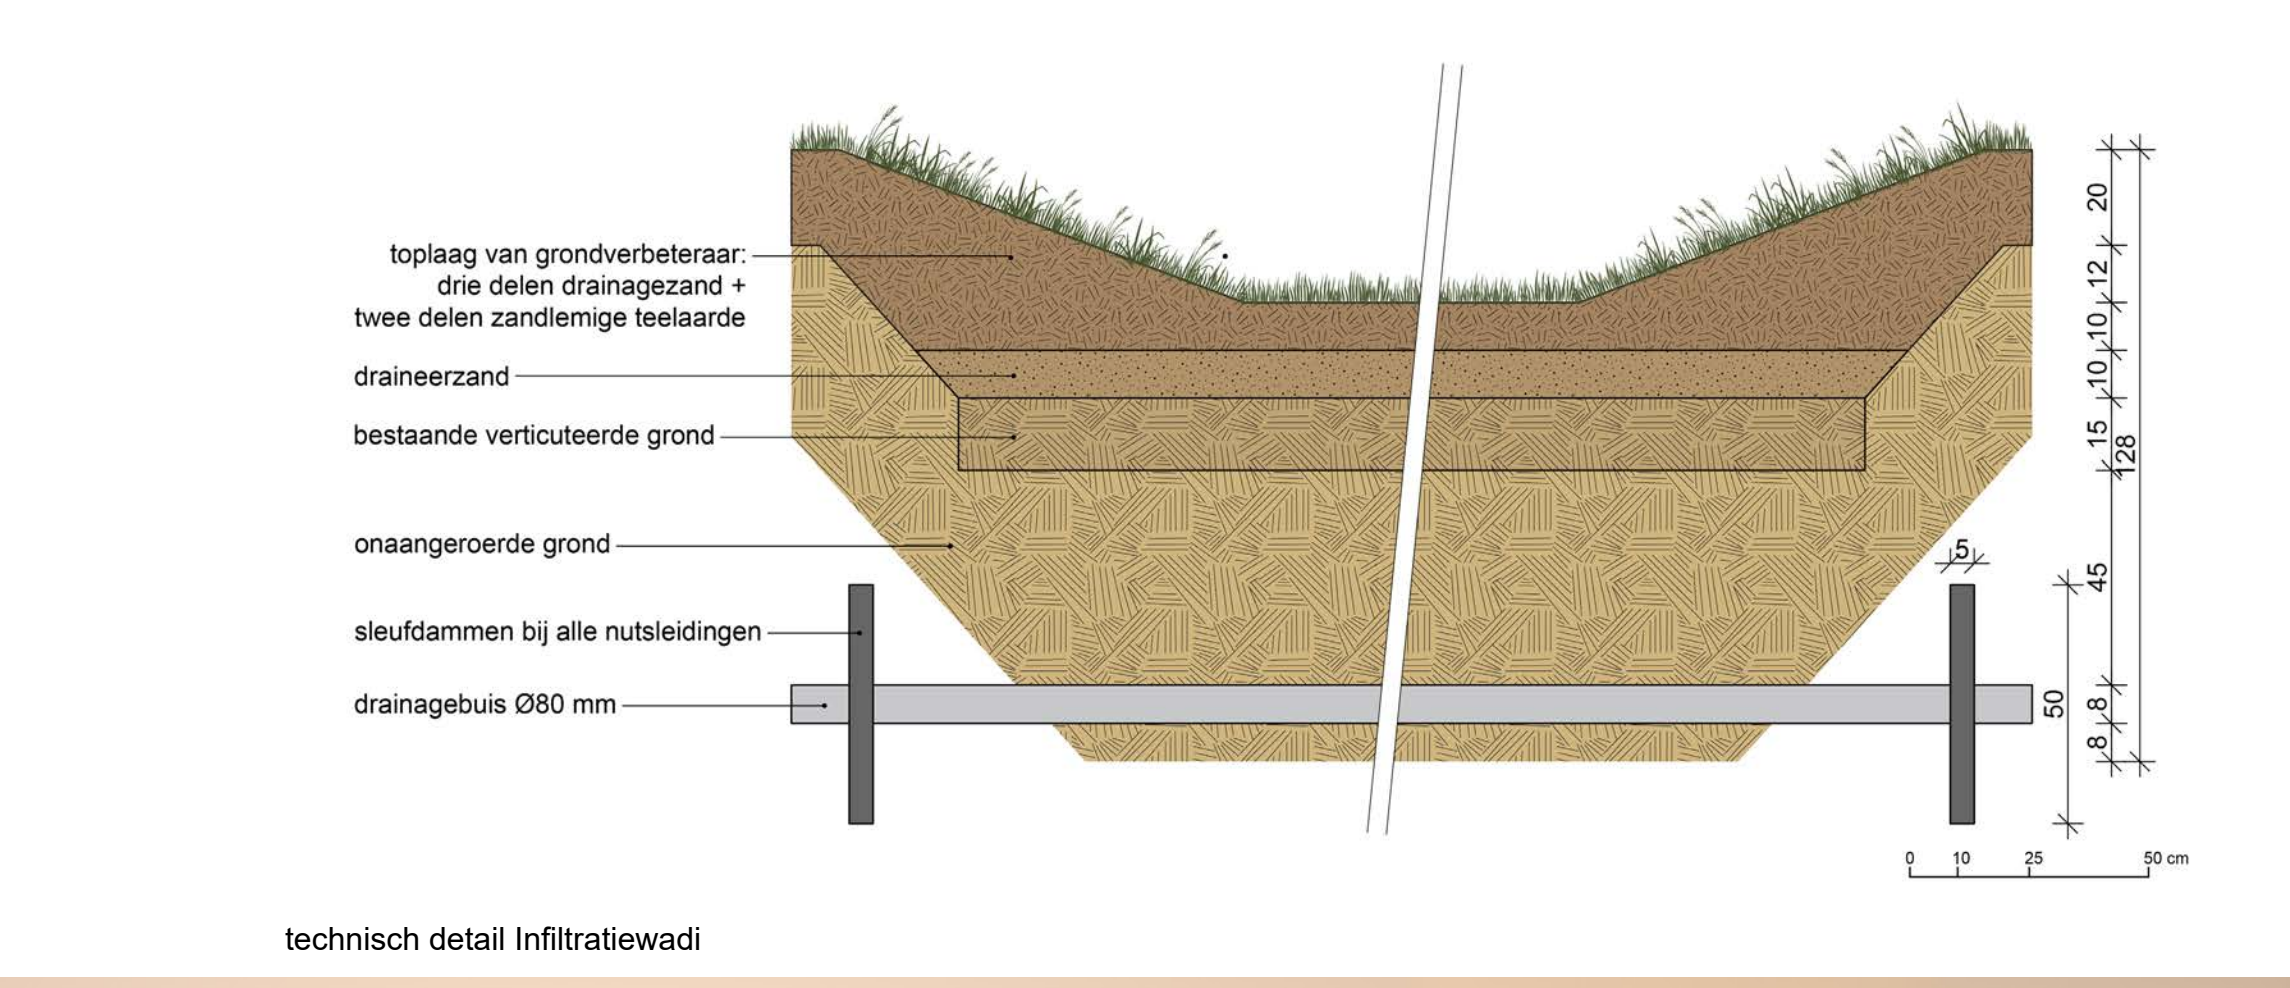 toplaag van grondverbeteraar:
drie delen drainagezand +
twee delen zandlemige teelaarde
draineerzand
bestaande verticuteerde grond
onaangeroerde grond
sleufdammen bij alle nutsleidingen
drainagebuis Ø80 mm
20
12
10
10
15
128
45
8
8
5
50
0 10 25 50 cm
technisch detail Infiltratiewadi